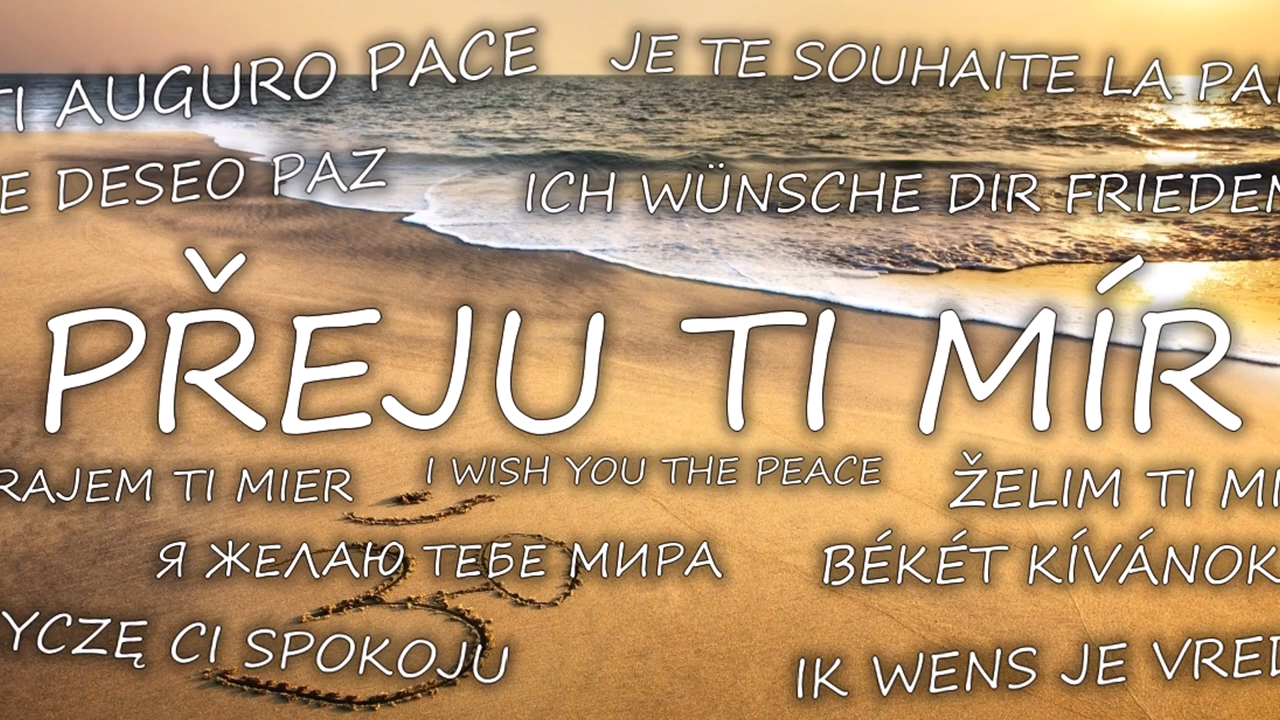 TI AUGURO PACE
JE TE SOUHAITE LA
DESEO PAZ
ICH WÜNSCHE DIR FRIEDEN
PŘEJU TI MÍR
TI MIER
I WISH YOU THE PEACE
ŽELIM TI
Я ЖЕЛАЮ ТЕБЕ МИРА
BÉKÉT KÍVÁNOK
CI SPOKOJU
IK WENS JE